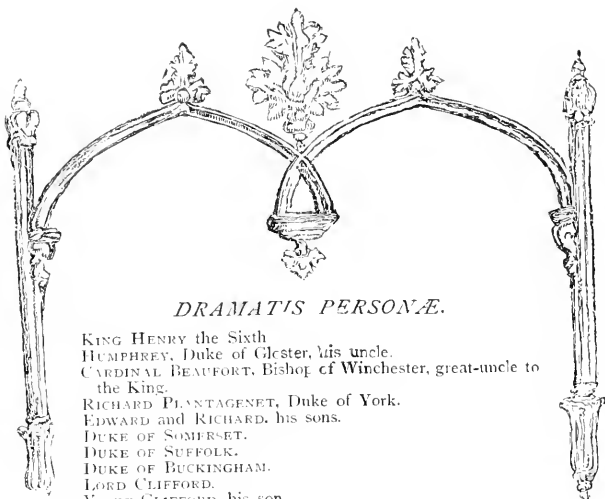 DRAMATIS PERSONÆ.
KING HENRY the Sixth
HUMPHREY, Duke of Gloster, his uncle.
CARDINAL BEAUFORT, Bishop of Winchester, great-uncle to
the King.
RICHARD PLANTAGENET, Duke of York.
EDWARD and RICHARD, his sons.
DUKE OF SOMERSET.
DUKE OF SUFFOLK.
DUKE OF BUCKINGHAM.
LORD CLIFFORD.
YOUNG CLIFFORD, his son.